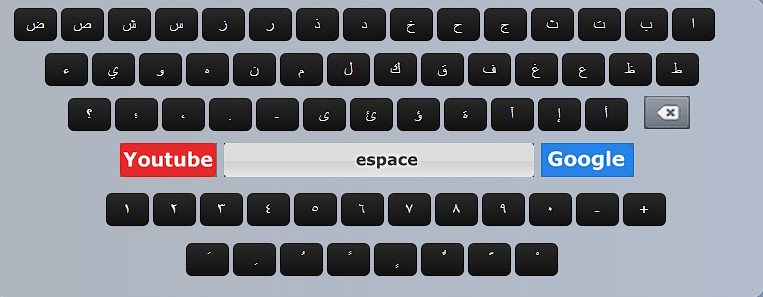 ا ب ت ث ج ح خ د ذ ر ز س ش ص ض
ط ظ ع غ ف ق ك ل م ن ه و ي ء
أ إ آ ة ؤ ئ ى - . ، ؛ ؟
Youtube espace Google
١ ٢ ٣ ٤ ٥ ٦ ٧ ٨ ٩ ٠ - +